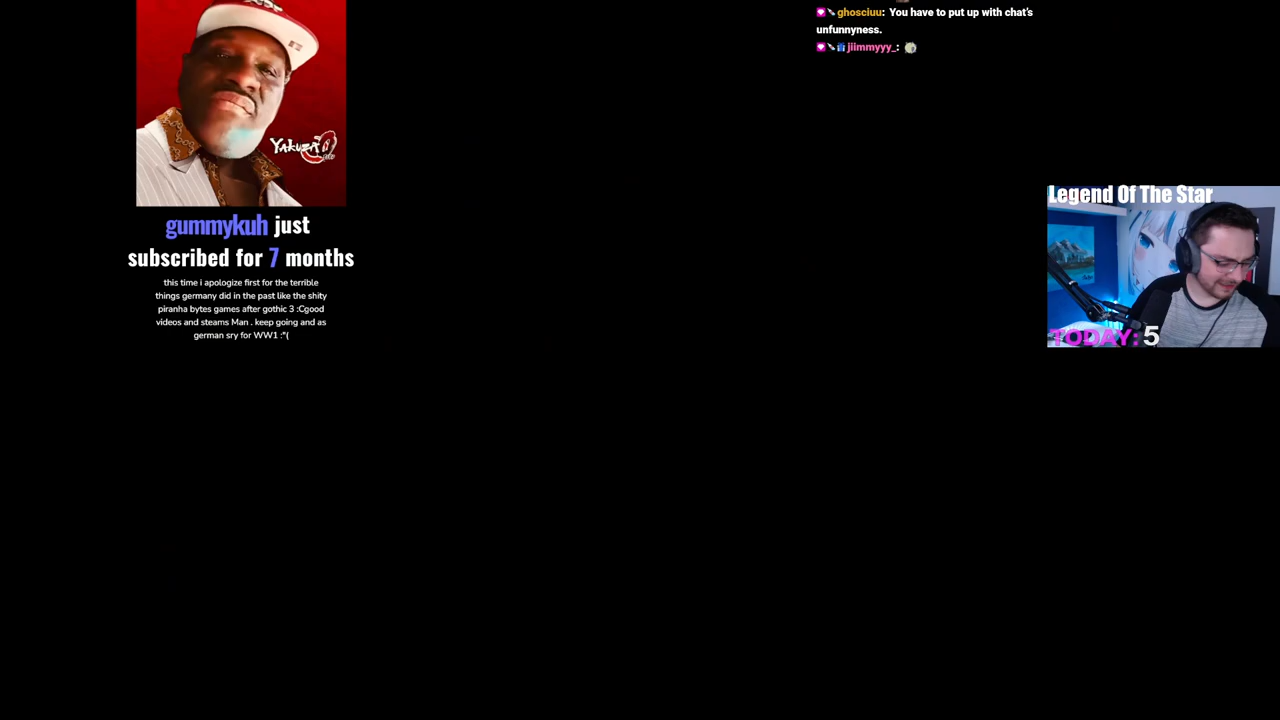 YAKUZA
gummykuh just
subscribed for 7 months
this time i apologize first for the terrible
things germany did in the past like the shity
piranha bytes games after gothic 3 :Cgood
videos and steams Man . keep going and as
german sry for WW1 :"(
ghosciuu: You have to put up with chat's
unfunnyness.
jiimmyyy_:
Legend Of The Star
TODAY: 5